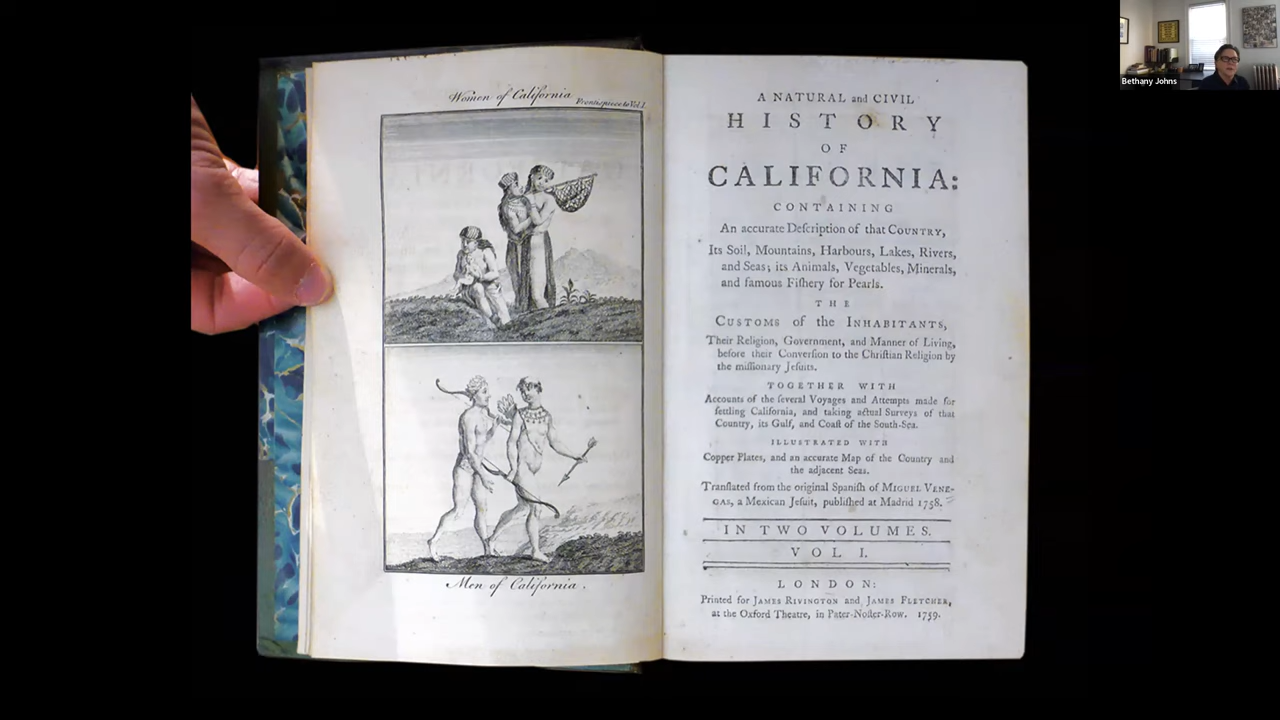 Women of California
Frontispiece to Vol. I.
Men of California.
A NATURAL and CIVIL
HISTORY
OF
CALIFORNIA:
CONTAINING
An accurate Deſcription of that COUNTRY,
Its Soil, Mountains, Harbours, Lakes, Rivers,
and Seas; its Animals, Vegetables, Minerals,
and famous Fiſhery for Pearls.
THE
CUSTOMS of the INHABITANTS,
Their Religion, Government, and Manner of Living,
before their Converſion to the Chriſtian Religion by
the miſſionary Jeſuits.
TOGETHER WITH
Accounts of the ſeveral Voyages and Attempts made for
ſettling California, and taking actual Surveys of that
Country, its Gulf, and Coaſt of the South-Sea.
ILLUSTRATED WITH
Copper Plates, and an accurate Map of the Country and
the adjacent Seas.
Tranſlated from the original Spaniſh of MIGUEL VENE-
GAS, a Mexican Jeſuit, publiſhed at Madrid 1758.
IN TWO VOLUMES.
VOL I.
LONDON:
Printed for JAMES RIVINGTON and JAMES FLETCHER,
at the Oxford Theatre, in Pater-Noſter-Row. 1759.
Bethany Johns